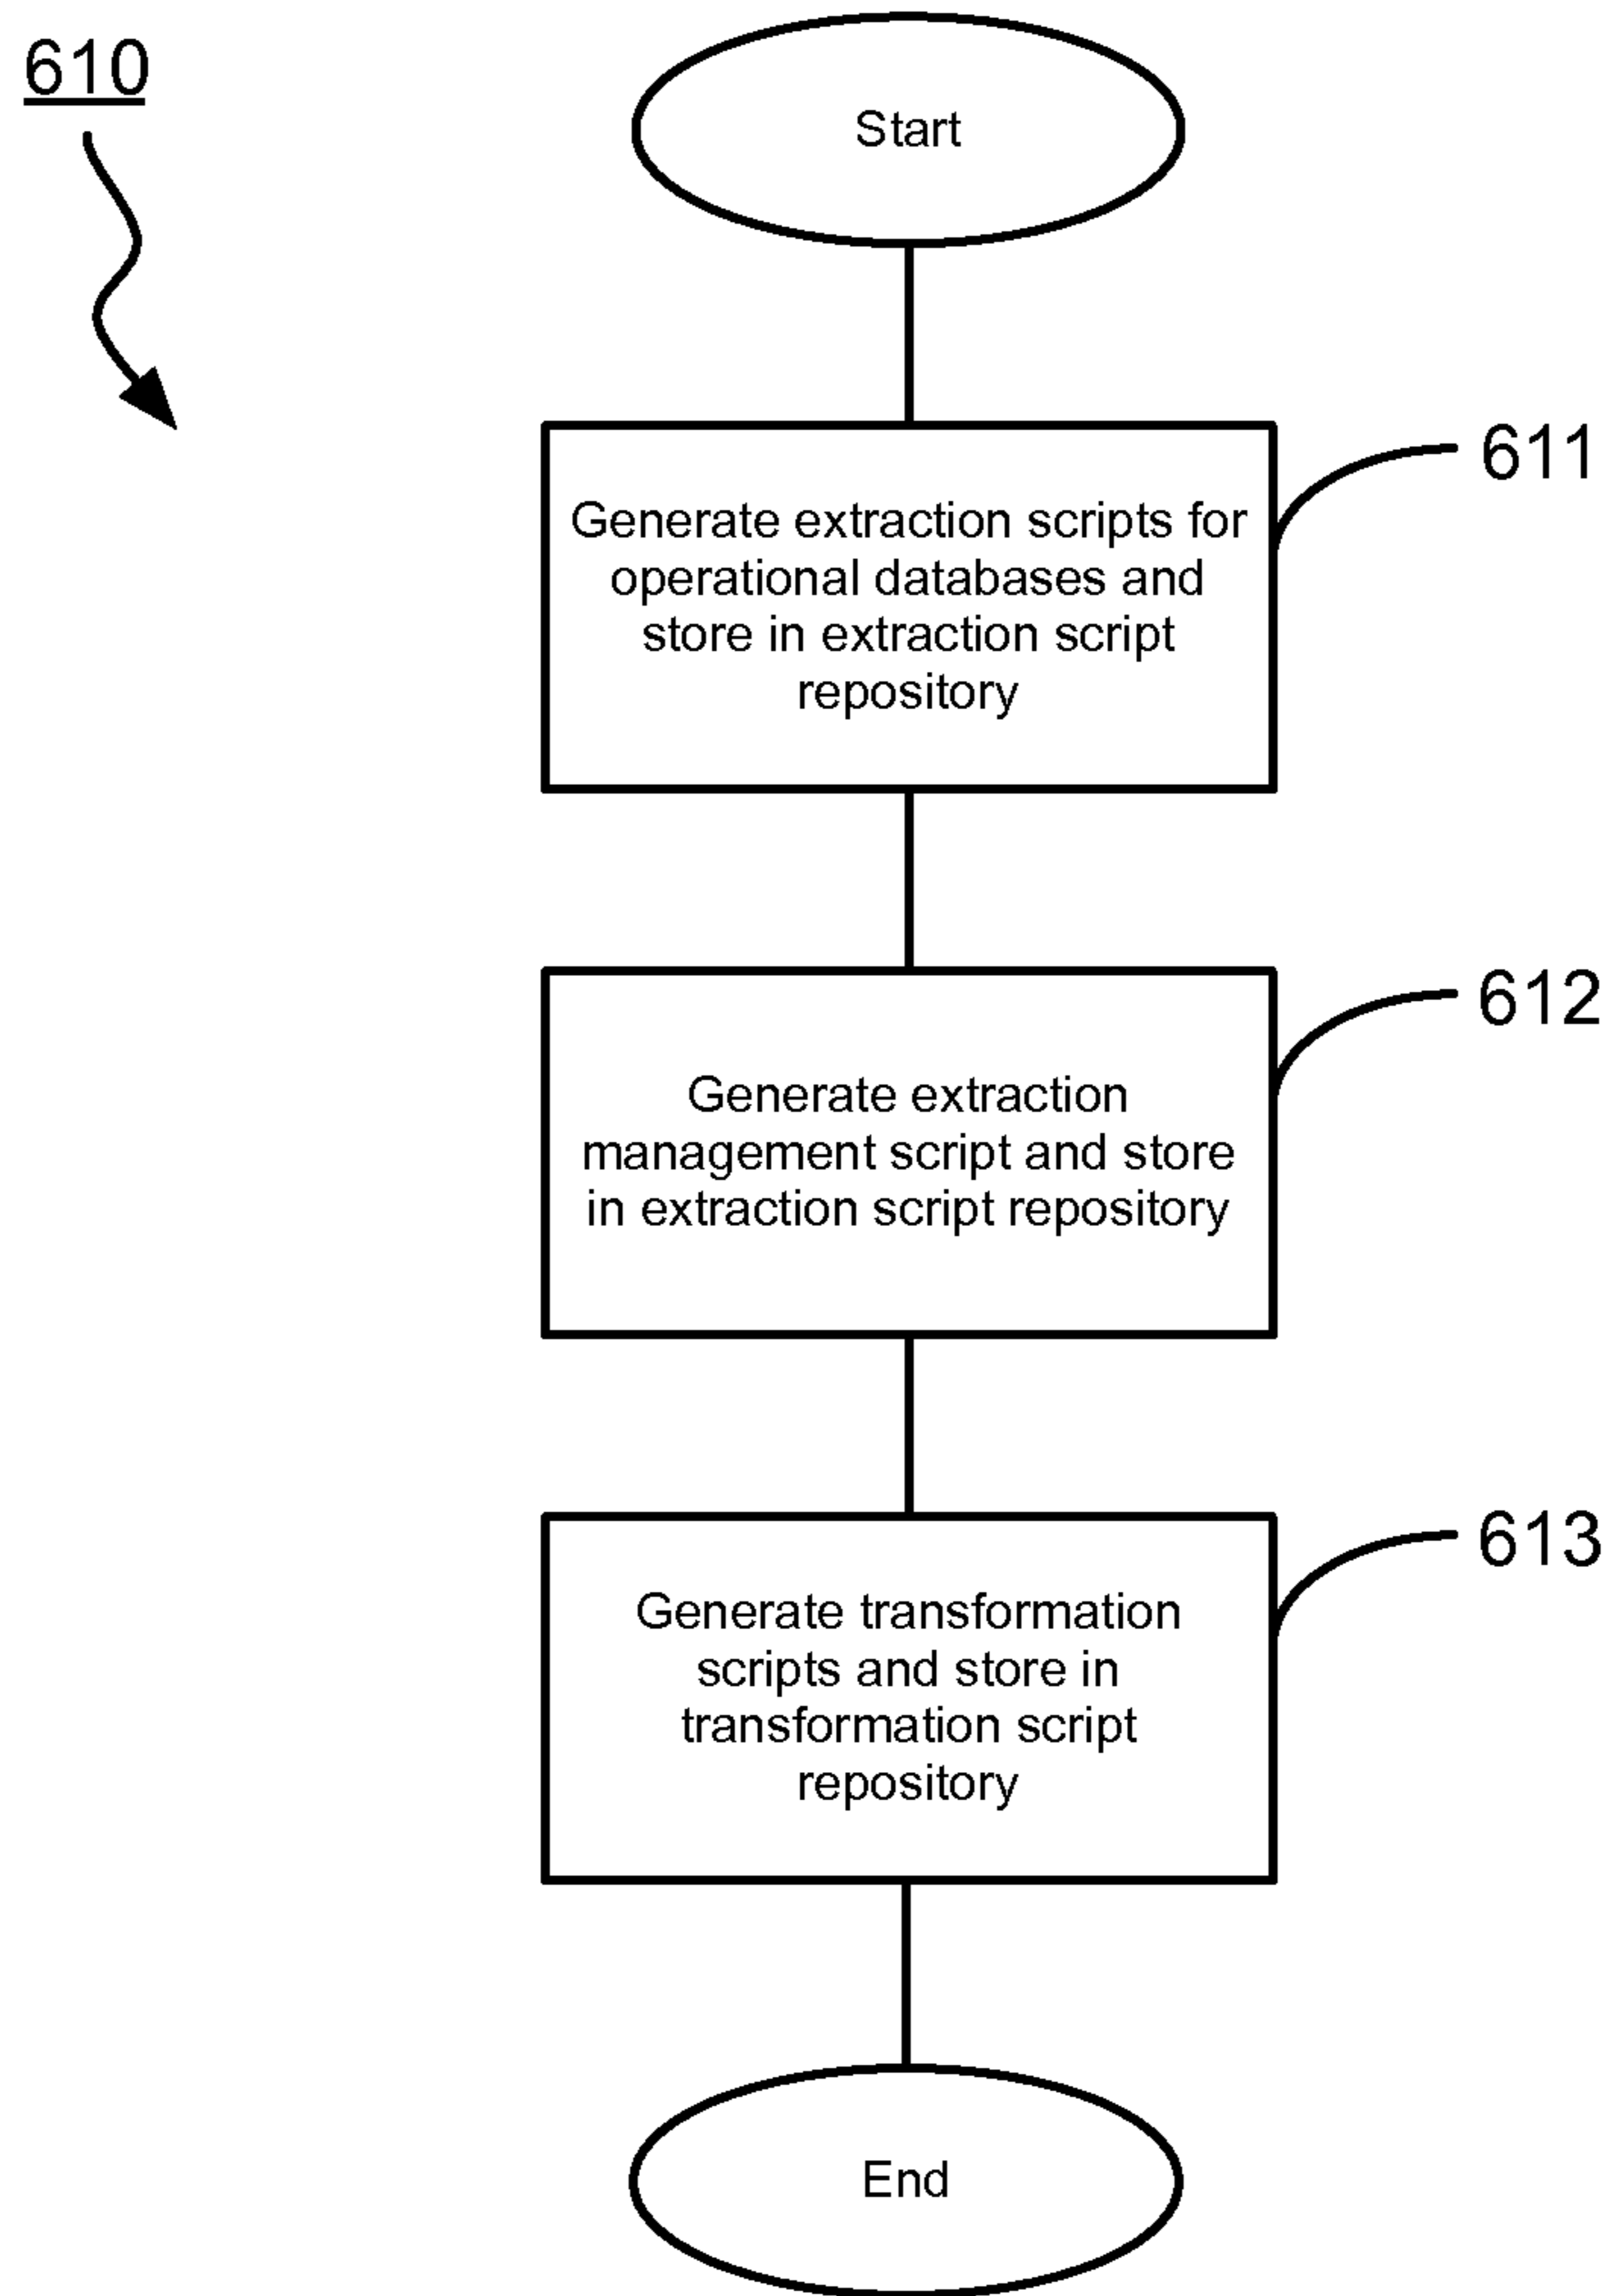 610
Start
611
Generate extraction scripts for
operational databases and
store in extraction script
repository
612
Generate extraction
management script and store
in extraction script repository
613
Generate transformation
scripts and store in
transformation script
repository
End